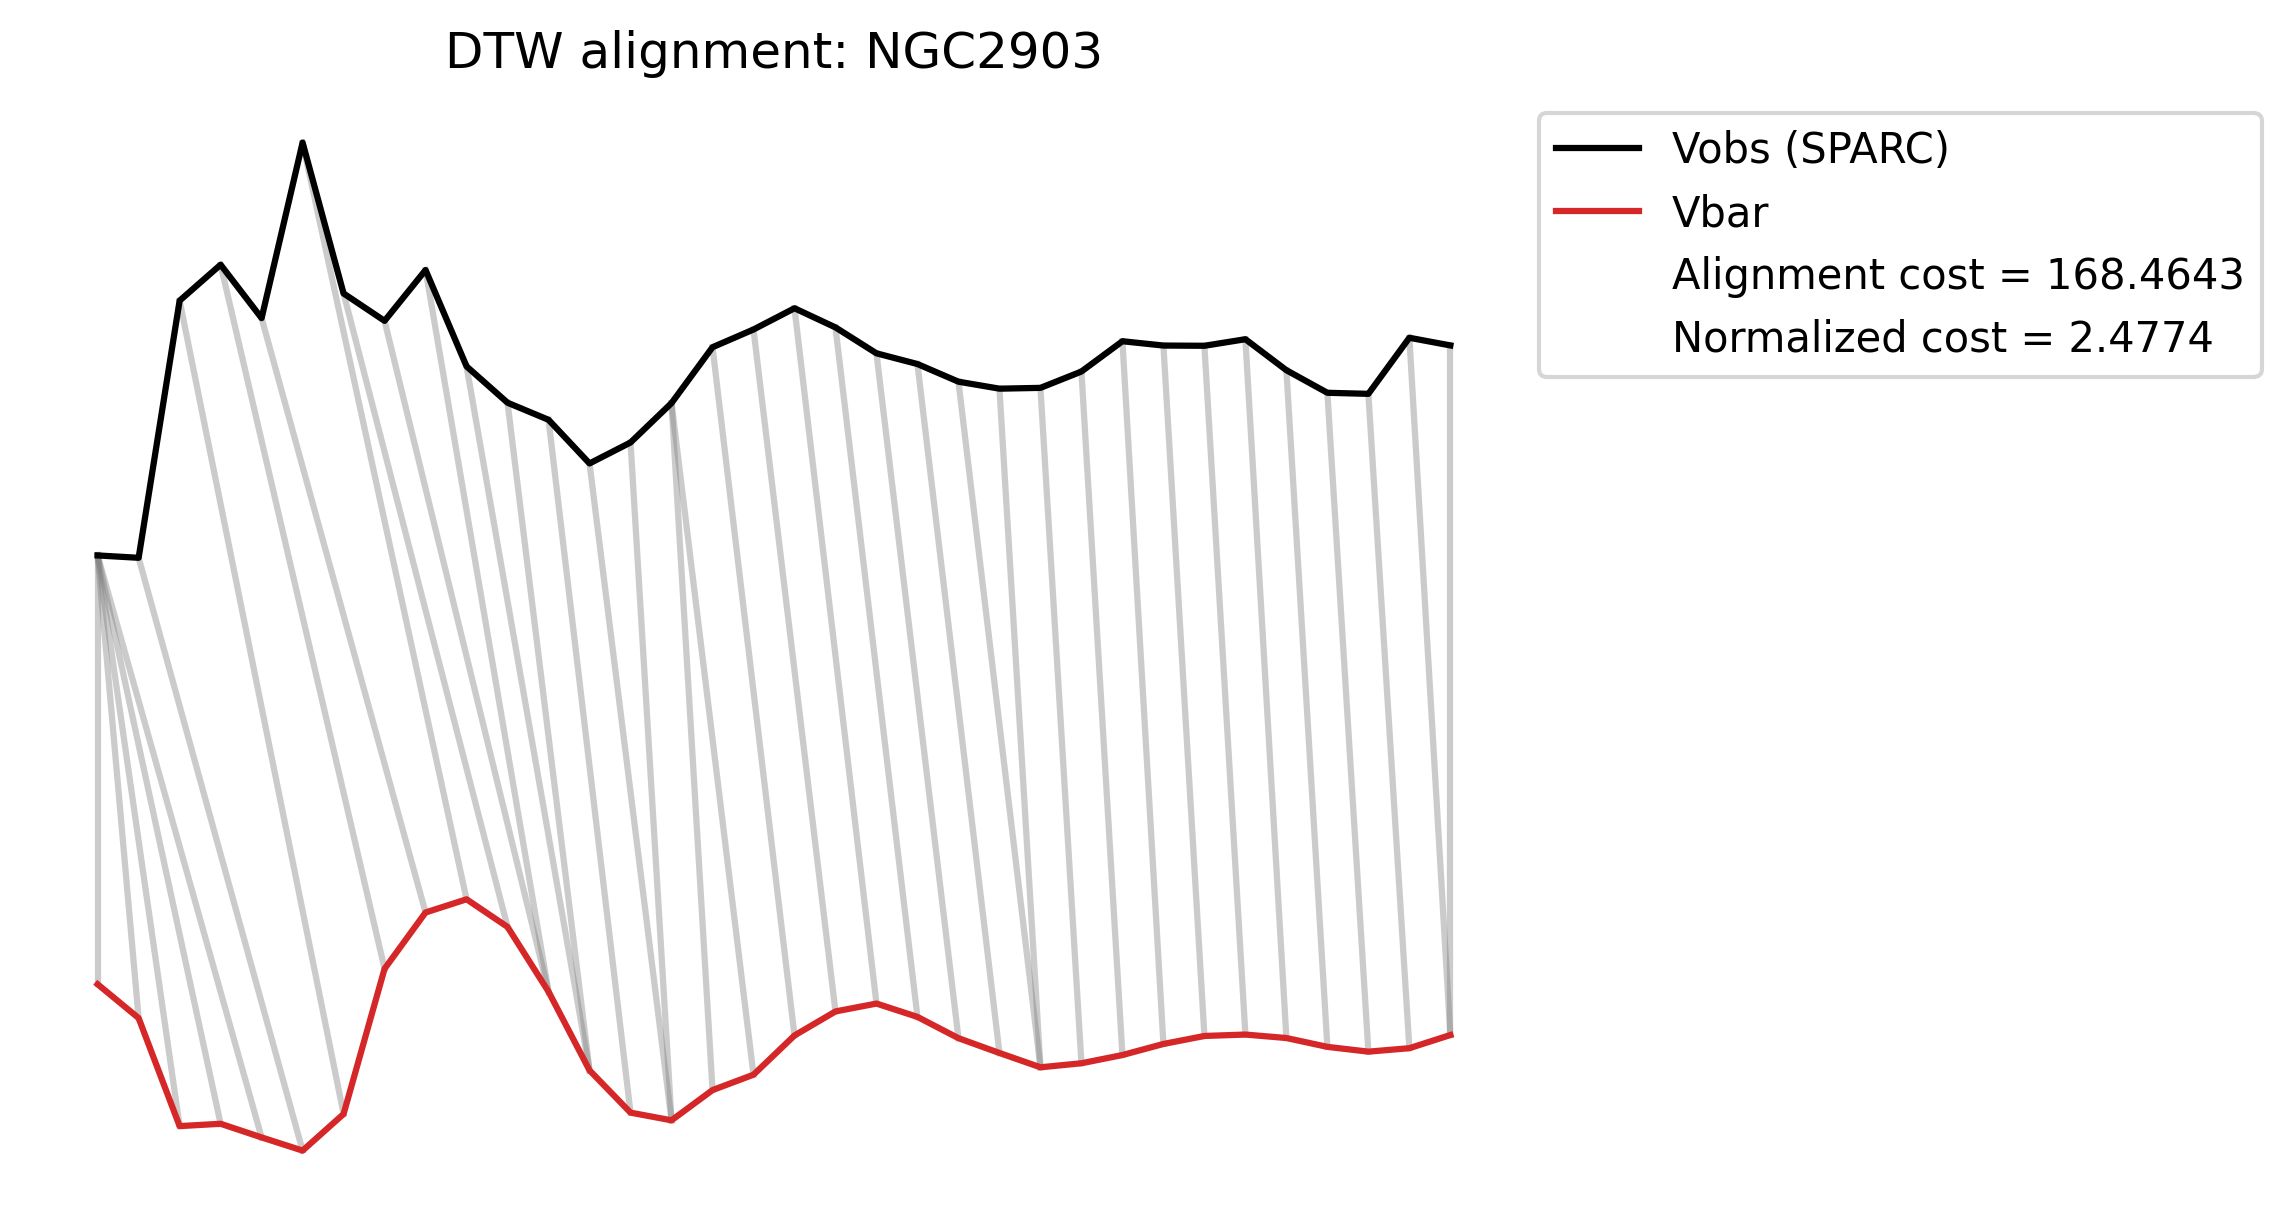 DTW alignment: NGC2903
Vobs (SPARC)
Vbar
Alignment cost = 168.4643
Normalized cost = 2.4774